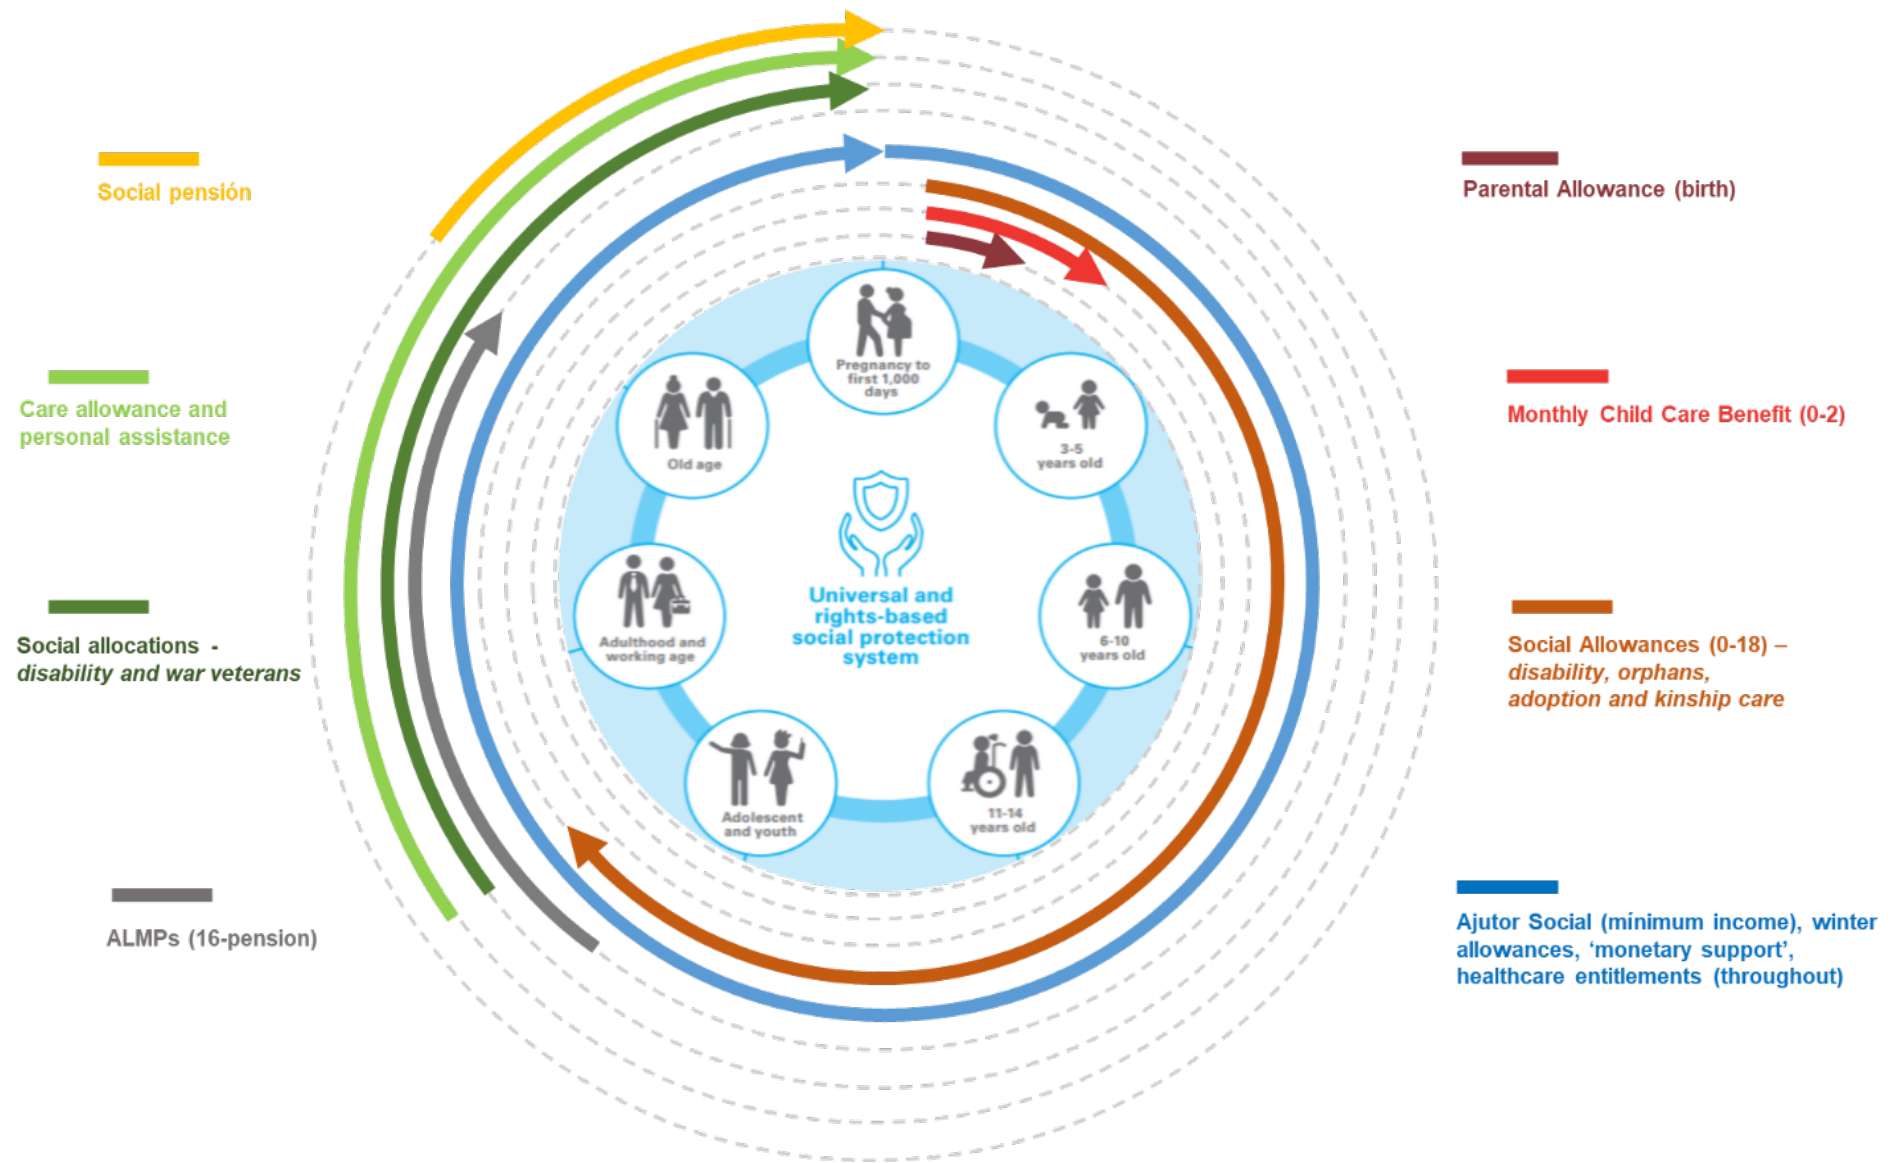 Social pensión
Care allowance and
personal assistance
Social allocations -
disability and war veterans
ALMPs (16-pension)
Pregnancy to
first 1,000
days
3-5
years old
6-10
years old
11-14
years old
Adolescent
and youth
Adulthood and
working age
Old age
Universal and
rights-based
social protection
system
Parental Allowance (birth)
Monthly Child Care Benefit (0-2)
Social Allowances (0-18) –
disability, orphans,
adoption and kinship care
Ajutor Social (mínimum income), winter
allowances, ‘monetary support’,
healthcare entitlements (throughout)